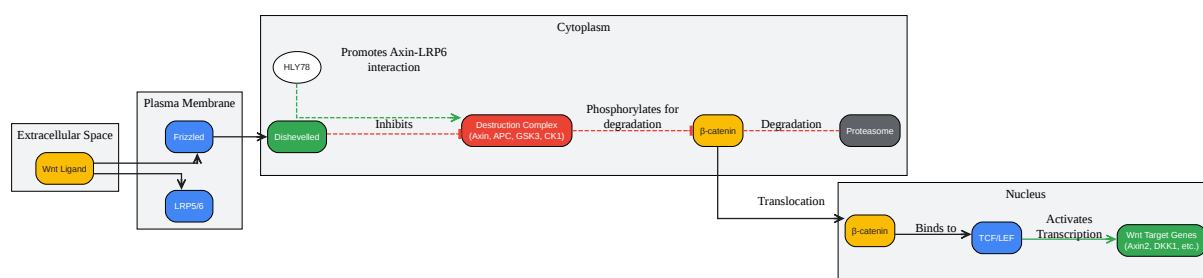 Cytoplasm
HLY78
Promotes Axin-LRP6
interaction
Plasma Membrane
Extracellular Space
Wnt Ligand
Frizzled
LRP5/6
Dishevelled
Inhibits
Destruction Complex
(Axin, APC, GSK3, CK1)
Phosphorylates for
degradation
β-catenin
Degradation
Proteasome
Translocation
Nucleus
β-catenin
Binds to
TCF/LEF
Activates
Transcription
Wnt Target Genes
(Axin2, DKK1, etc.)